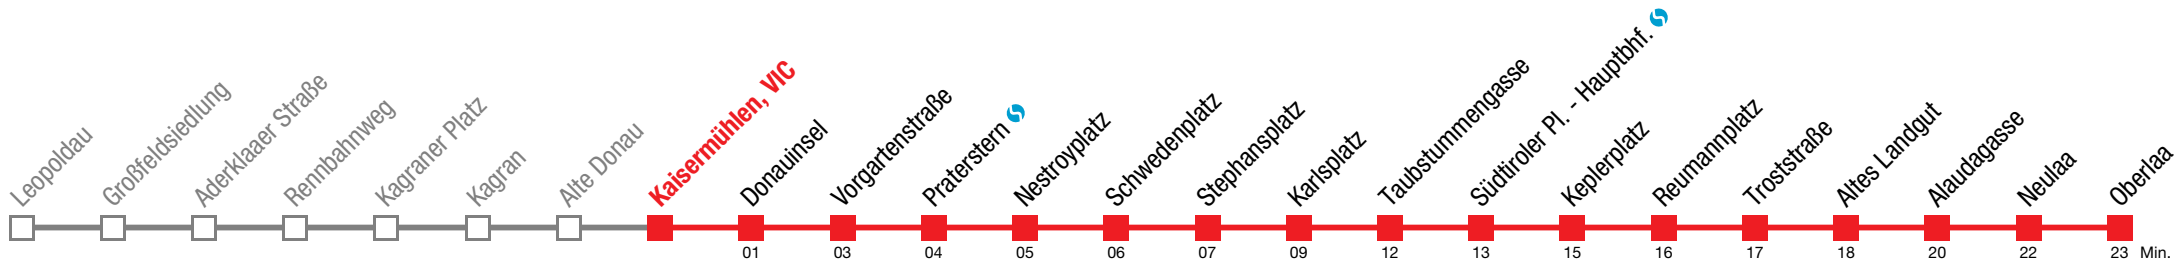 Leopoldau
Großfeldsiedlung
Aderklaaer Straße
Rennbahnweg
Kagraner Platz
Kagran
Alte Donau
Kaisermühlen, VIC
Donauinsel
Vorgartenstraße
Praterstern
Nestroyplatz
Schwedenplatz
Stephansplatz
Karlsplatz
Taubstummengasse
Südtiroler Pl. - Hauptbhf.
Keplerplatz
Reumannplatz
Troststraße
Altes Landgut
Alaudagasse
Neulaa
Oberlaa
01 03 04 05 06 07 09 12 13 15 16 17 18 20 22 23 Min.